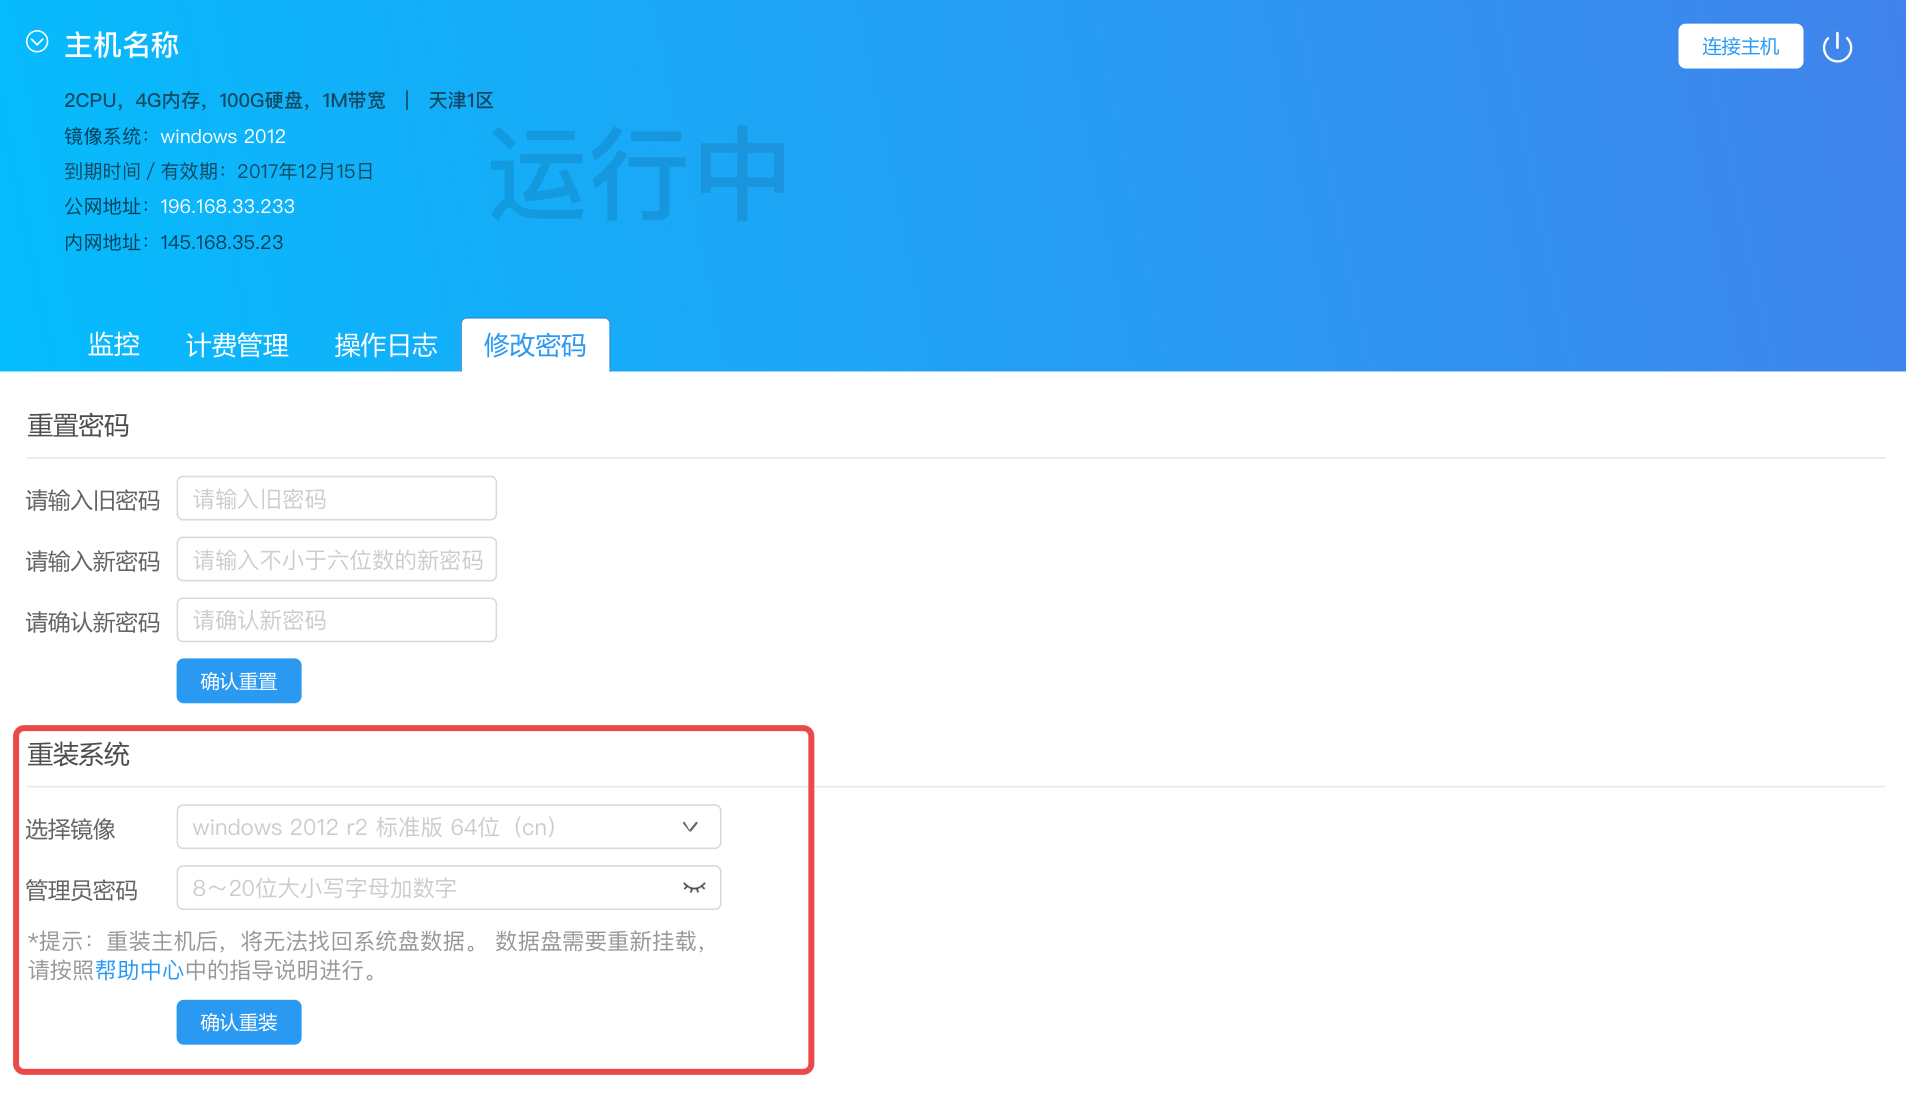 主机名称
连接主机
2CPU，4G内存，100G硬盘，1M带宽 | 天津1区
镜像系统：windows 2012
到期时间 / 有效期：2017年12月15日
公网地址：196.168.33.233
内网地址：145.168.35.23
运行中
监控 计费管理 操作日志 修改密码
重置密码
请输入旧密码 请输入旧密码
请输入新密码 请输入不小于六位数的新密码
请确认新密码 请确认新密码
确认重置
重装系统
选择镜像 windows 2012 r2 标准版 64位（cn）
管理员密码 8～20位大小写字母加数字
*提示：重装主机后，将无法找回系统盘数据。 数据盘需要重新挂载，
请按照帮助中心中的指导说明进行。
确认重装